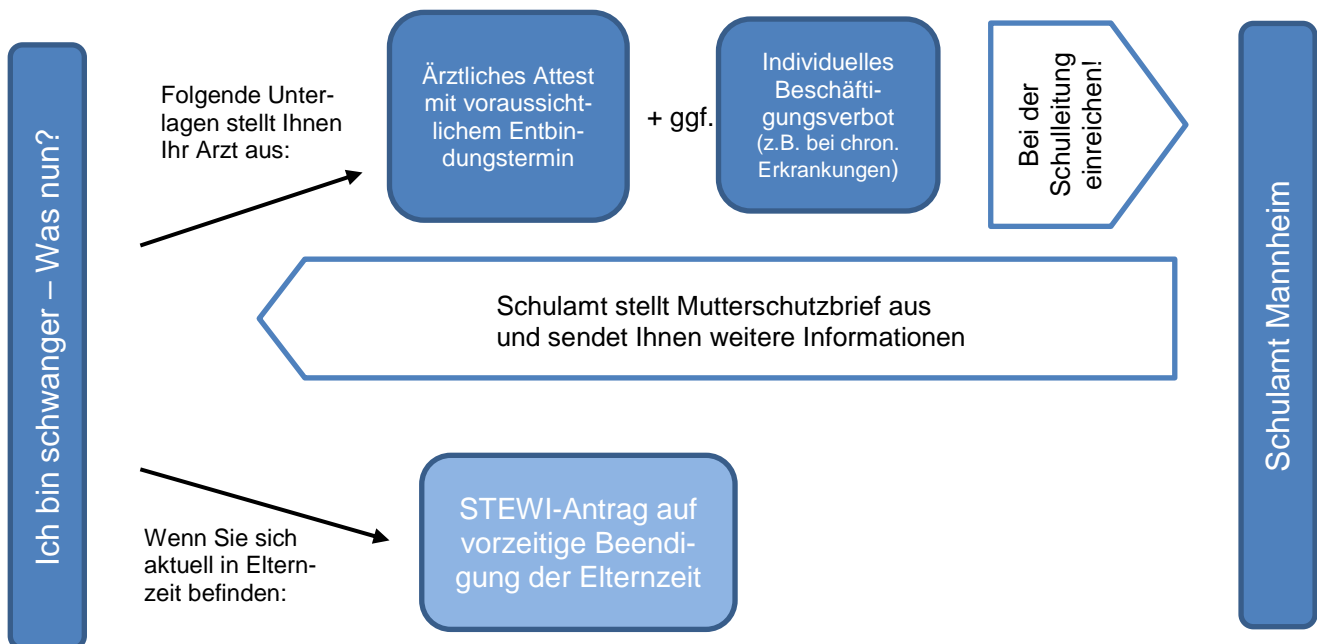 Ich bin schwanger – Was nun?
Folgende Unter-
lagen stellt Ihnen
Ihr Arzt aus:
Ärztliches Attest
mit voraussicht-
lichem Entbin-
dungstermin
+ ggf.
Individuelles
Beschäfti-
gungsverbot
(z.B. bei chron.
Erkrankungen)
Bei der
Schulleitung
einreichen!
Schulamt Mannheim
Schulamt stellt Mutterschutzbrief aus
und sendet Ihnen weitere Informationen
Wenn Sie sich
aktuell in Eltern-
zeit befinden:
STEWI-Antrag auf
vorzeitige Beendi-
gung der Elternzeit